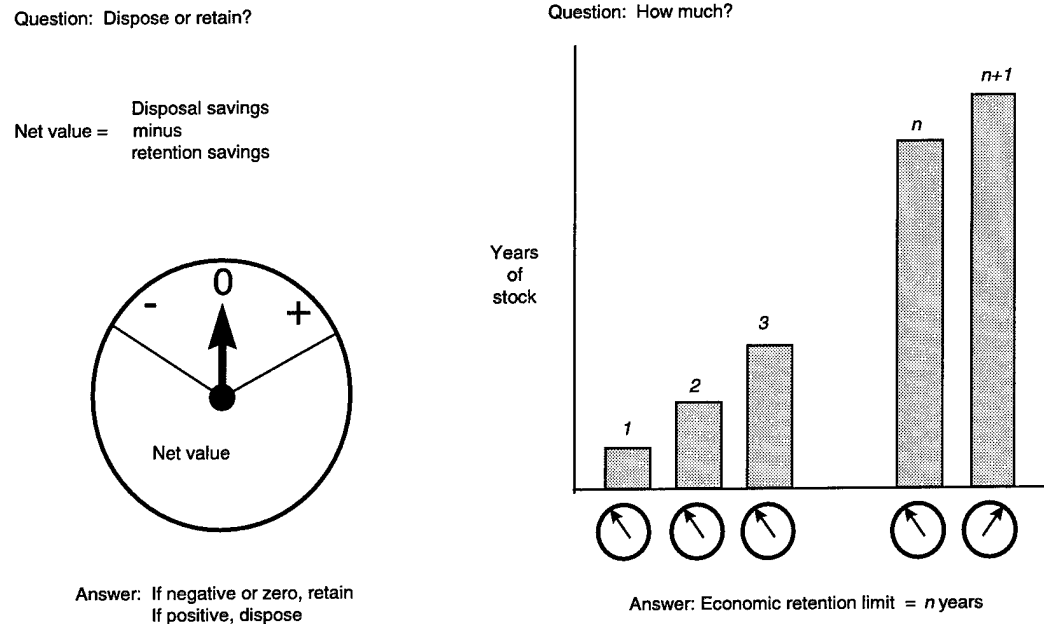 Question: Dispose or retain?
Net value =
Disposal savings
minus
retention savings
- 0 +
Net value
Answer: If negative or zero, retain
If positive, dispose
Question: How much?
Years
of
stock
1
2
3
n
n+1
Answer: Economic retention limit = n years